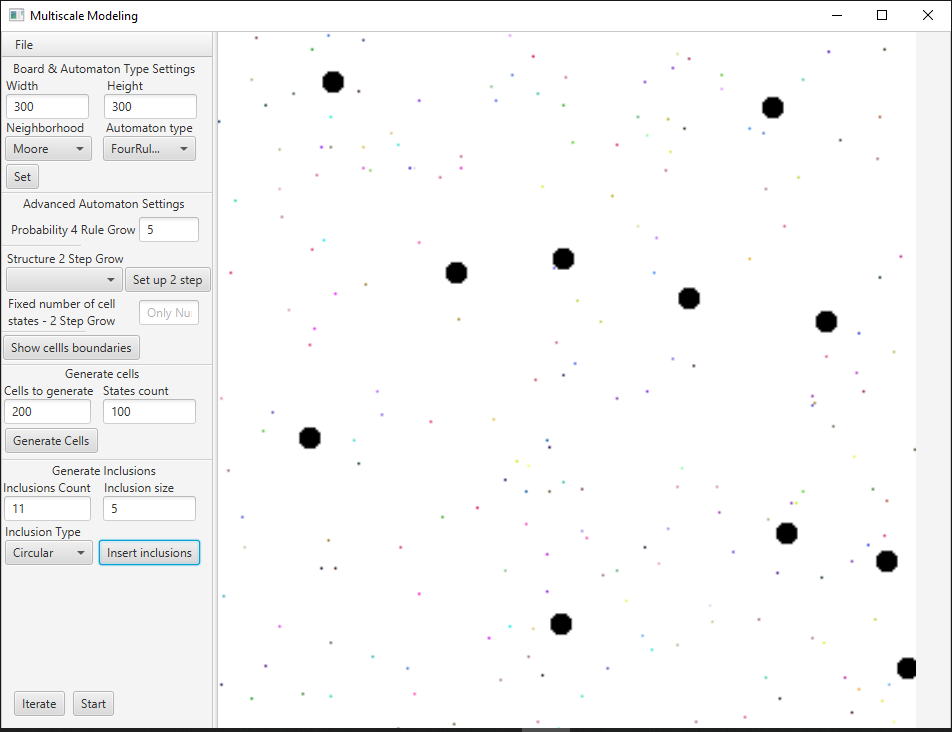 Multiscale Modeling
File
Board & Automaton Type Settings
Width Height
300 300
Neighborhood Automaton type
Moore FourRul...
Set
Advanced Automaton Settings
Probability 4 Rule Grow 5
Structure 2 Step Grow
Set up 2 step
Fixed number of cell
states - 2 Step Grow
Only Nu
Show cellls boundaries
Generate cells
Cells to generate States count
200 100
Generate Cells
Generate Inclusions
Inclusions Count Inclusion size
11 5
Inclusion Type
Circular Insert inclusions
Iterate Start